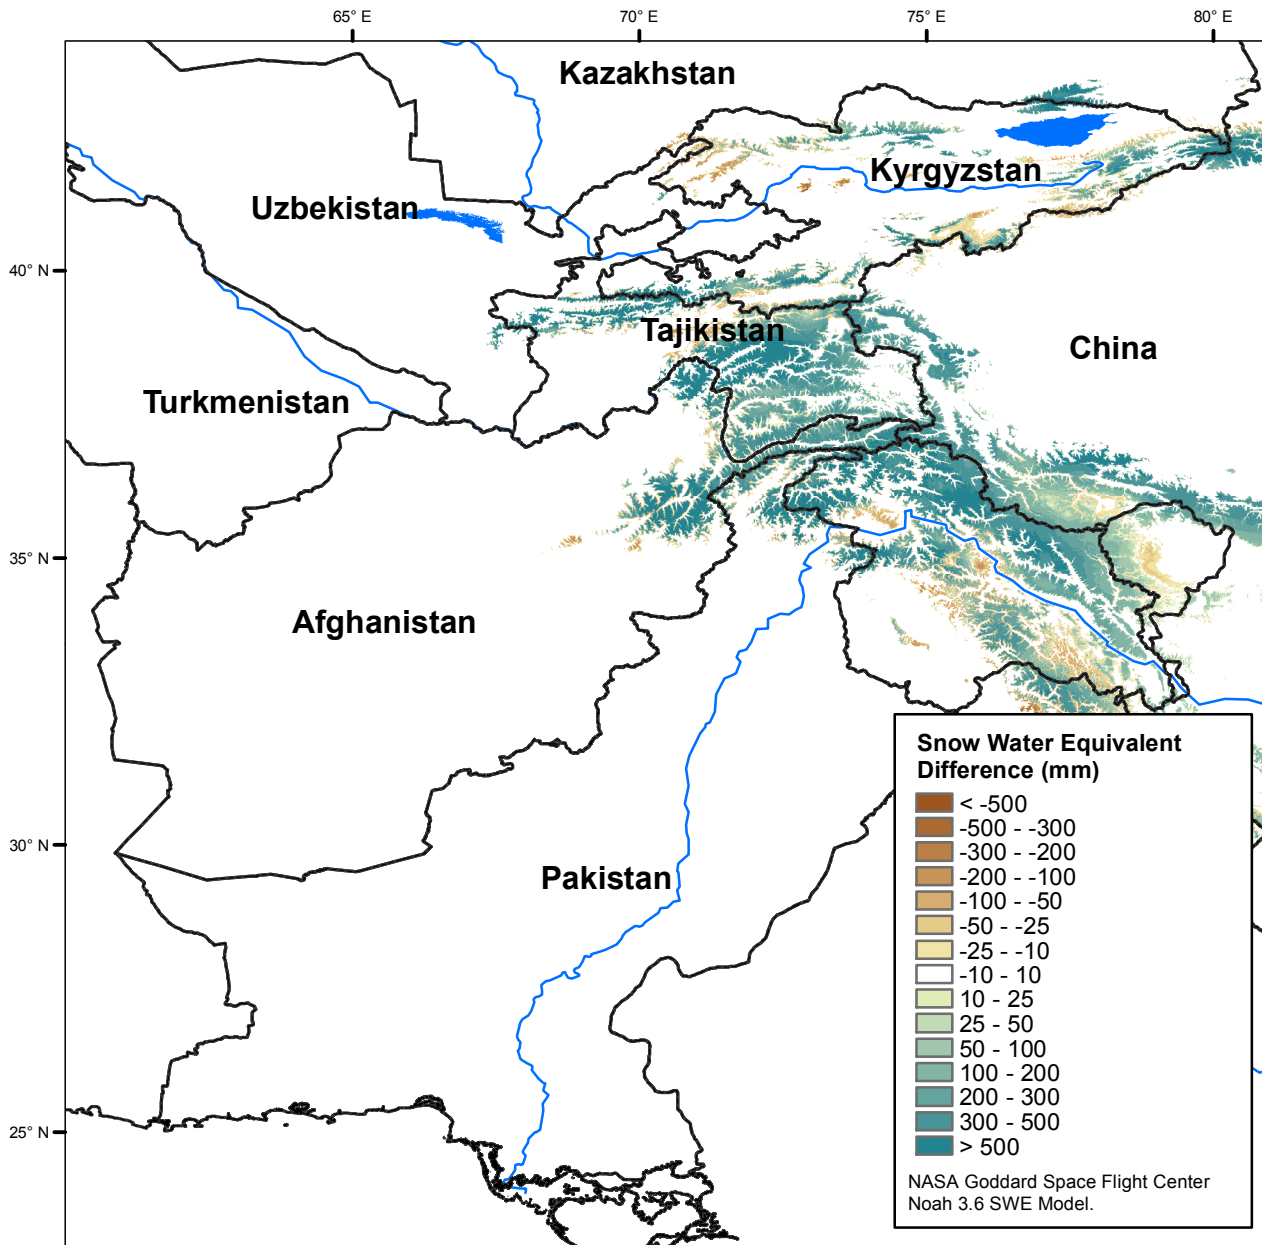 65° E
70° E
75° E
80° E
Kazakhstan
Kyrgyzstan
Uzbekistan
40° N
Tajikistan
China
Turkmenistan
35° N
Afghanistan
30° N
Pakistan
25° N
Snow Water Equivalent
Difference (mm)
< -500
-500 - -300
-300 - -200
-200 - -100
-100 - -50
-50 - -25
-25 - -10
-10 - 10
10 - 25
25 - 50
50 - 100
100 - 200
200 - 300
300 - 500
> 500
NASA Goddard Space Flight Center
Noah 3.6 SWE Model.